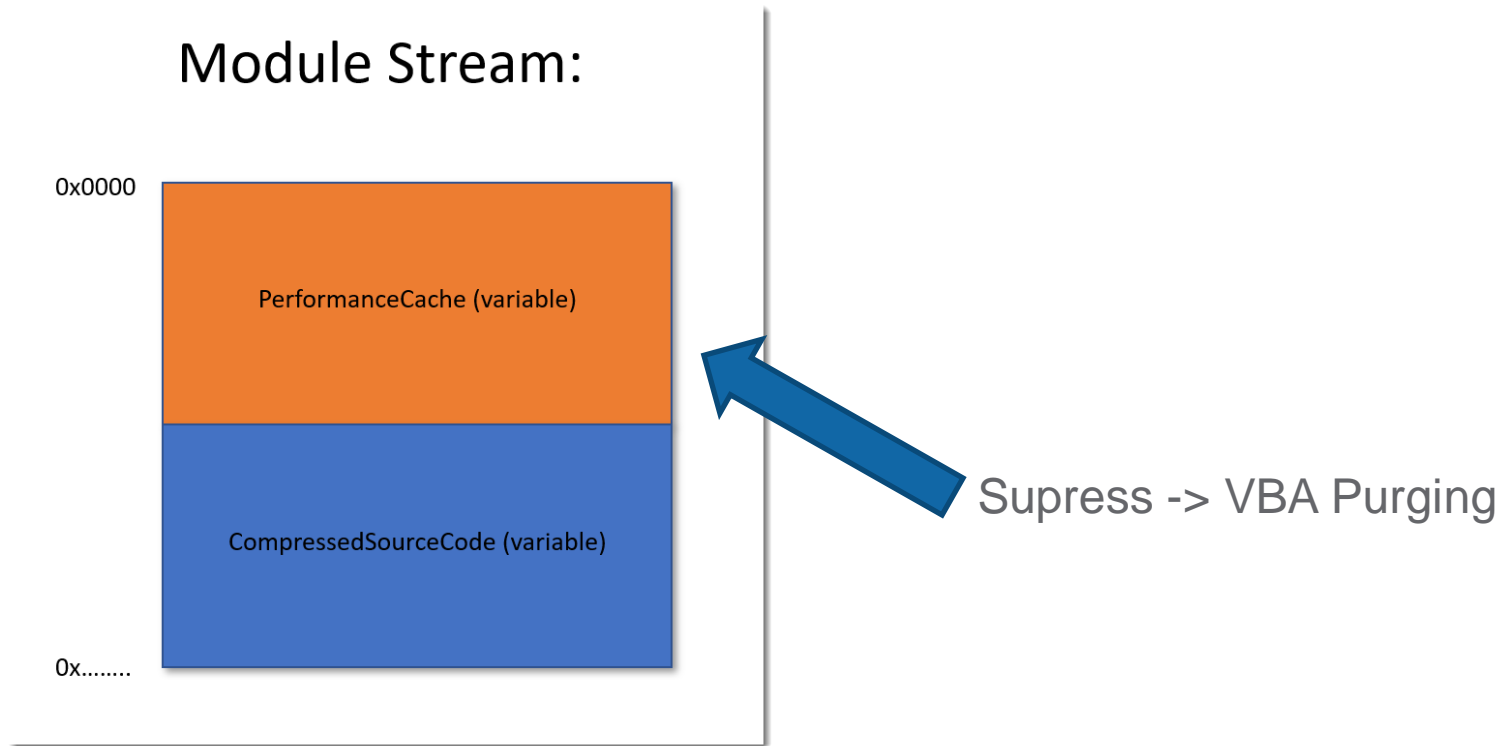 Module Stream:
0x0000
PerformanceCache (variable)
Supress -> VBA Purging
CompressedSourceCode (variable)
0x........